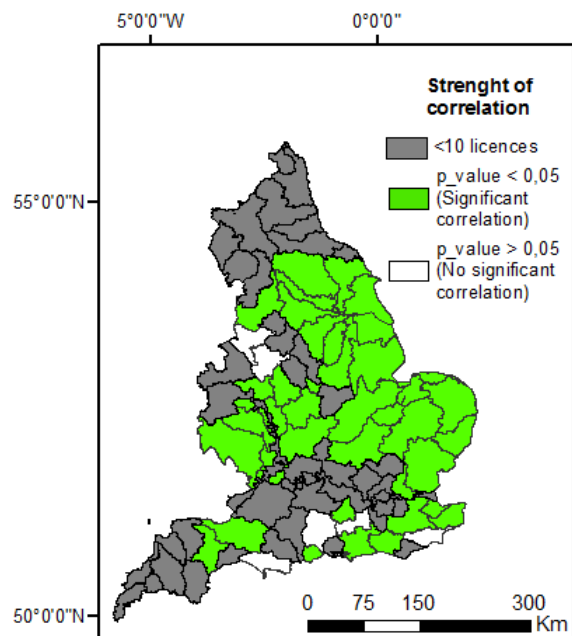 5°0'0"W 0°0'0"
Strenght of
correlation
<10 licences
p_value < 0,05
(Significant
correlation)
p_value > 0,05
(No significant
correlation)
55°0'0"N
50°0'0"N
0 75 150 300
Km